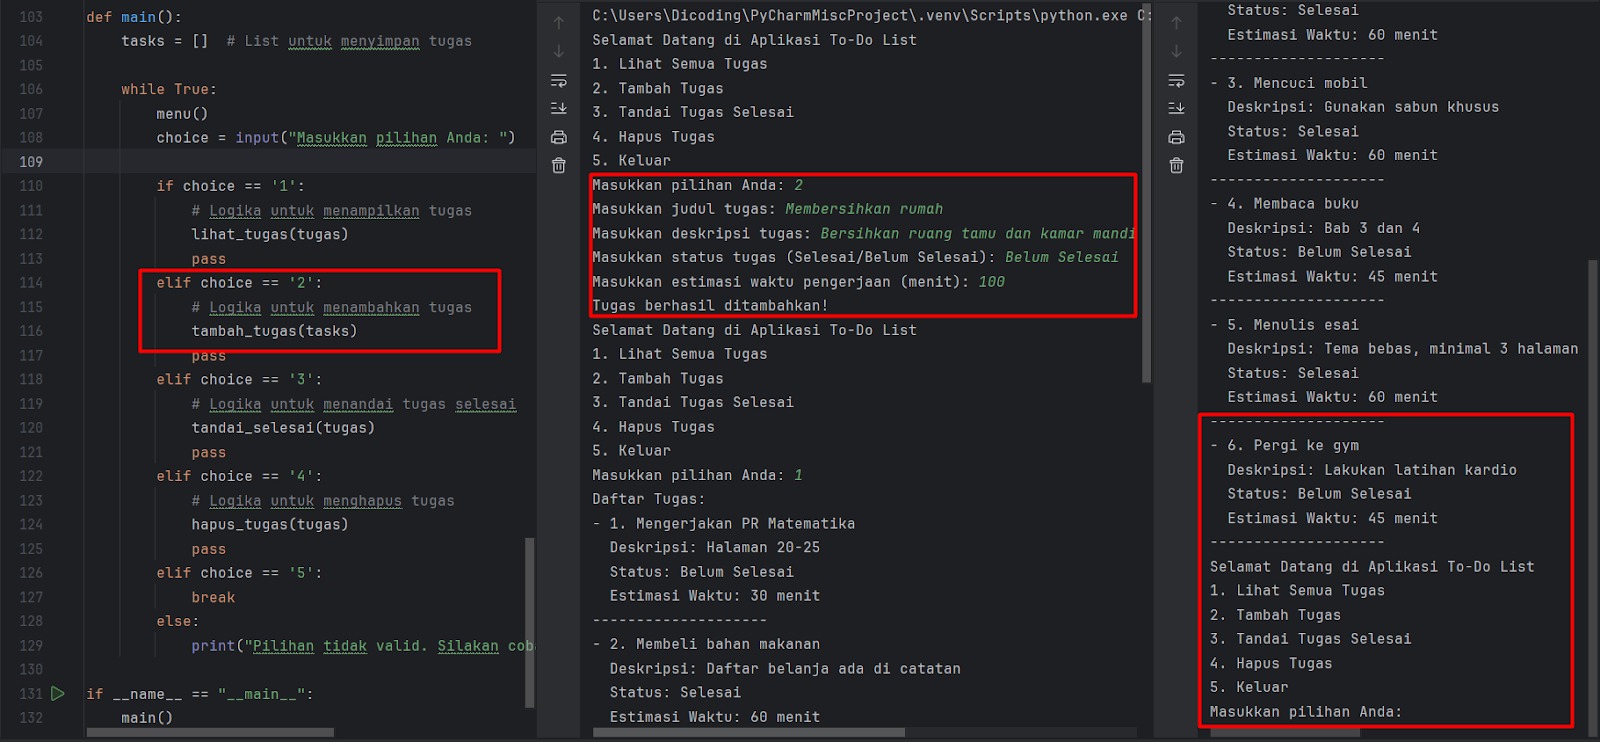 103 def main():
104 tasks = [] # List untuk menyimpan tugas
105
106 while True:
107 menu()
108 choice = input("Masukkan pilihan Anda: ")
109
110 if choice == '1':
111 # Logika untuk menampilkan tugas
112 lihat_tugas(tugas)
113 pass
114 elif choice == '2':
115 # Logika untuk menambahkan tugas
116 tambah_tugas(tasks)
117 pass
118 elif choice == '3':
119 # Logika untuk menandai tugas selesai
120 tandai_selesai(tugas)
121 pass
122 elif choice == '4':
123 # Logika untuk menghapus tugas
124 hapus_tugas(tugas)
125 pass
126 elif choice == '5':
127 break
128 else:
129 print("Pilihan tidak valid. Silakan coba
130
131 if __name__ == "__main__":
132 main()
C:\Users\Dicoding\PyCharmMiscProject\.venv\Scripts\python.exe C:
Selamat Datang di Aplikasi To-Do List
1. Lihat Semua Tugas
2. Tambah Tugas
3. Tandai Tugas Selesai
4. Hapus Tugas
5. Keluar
Masukkan pilihan Anda: 2
Masukkan judul tugas: Membersihkan rumah
Masukkan deskripsi tugas: Bersihkan ruang tamu dan kamar mandi
Masukkan status tugas (Selesai/Belum Selesai): Belum Selesai
Masukkan estimasi waktu pengerjaan (menit): 100
Tugas berhasil ditambahkan!
Selamat Datang di Aplikasi To-Do List
1. Lihat Semua Tugas
2. Tambah Tugas
3. Tandai Tugas Selesai
4. Hapus Tugas
5. Keluar
Masukkan pilihan Anda: 1
Daftar Tugas:
- 1. Mengerjakan PR Matematika
Deskripsi: Halaman 20-25
Status: Belum Selesai
Estimasi Waktu: 30 menit
--------------------
- 2. Membeli bahan makanan
Deskripsi: Daftar belanja ada di catatan
Status: Selesai
Estimasi Waktu: 60 menit
Status: Selesai
Estimasi Waktu: 60 menit
--------------------
- 3. Mencuci mobil
Deskripsi: Gunakan sabun khusus
Status: Selesai
Estimasi Waktu: 60 menit
--------------------
- 4. Membaca buku
Deskripsi: Bab 3 dan 4
Status: Belum Selesai
Estimasi Waktu: 45 menit
--------------------
- 5. Menulis esai
Deskripsi: Tema bebas, minimal 3 halaman
Status: Selesai
Estimasi Waktu: 60 menit
--------------------
- 6. Pergi ke gym
Deskripsi: Lakukan latihan kardio
Status: Belum Selesai
Estimasi Waktu: 45 menit
--------------------
Selamat Datang di Aplikasi To-Do List
1. Lihat Semua Tugas
2. Tambah Tugas
3. Tandai Tugas Selesai
4. Hapus Tugas
5. Keluar
Masukkan pilihan Anda: